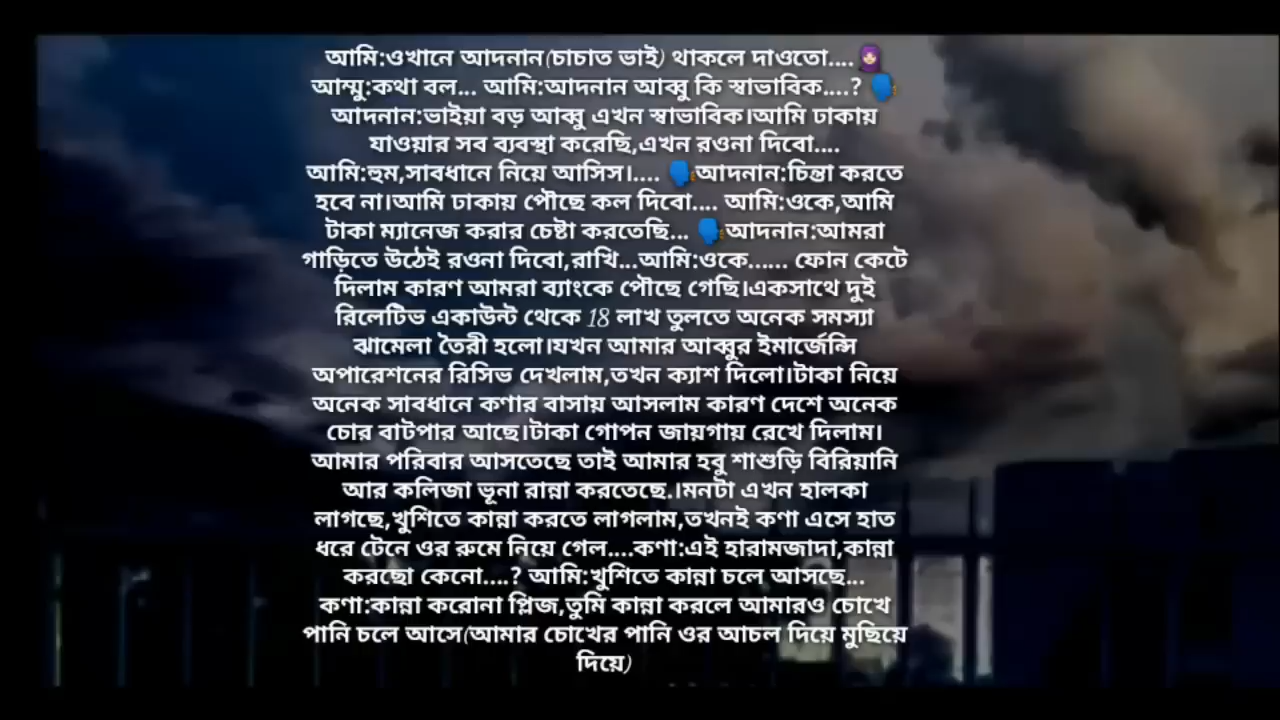 আমি:ওখানে আদনান(চাচাত ভাই) থাকলে দাওতো....🧕
আম্মু:কথা বল... আমি:আদনান আব্বু কি স্বাভাবিক....? 🗣️
আদনান:ভাইয়া বড় আব্বু এখন স্বাভাবিক।আমি ঢাকায়
যাওয়ার সব ব্যবস্থা করেছি,এখন রওনা দিবো....
আমি:হুম,সাবধানে নিয়ে আসিস।.... 🗣️আদনান:চিন্তা করতে
হবে না।আমি ঢাকায় পৌছে কল দিবো.... আমি:ওকে,আমি
টাকা ম্যানেজ করার চেষ্টা করতেছি... 🗣️আদনান:আমরা
গাড়িতে উঠেই রওনা দিবো,রাখি...আমি:ওকে...... ফোন কেটে
দিলাম কারণ আমরা ব্যাংকে পৌছে গেছি।একসাথে দুই
রিলেটিভ একাউন্ট থেকে 18 লাখ তুলতে অনেক সমস্যা
ঝামেলা তৈরী হলো।যখন আমার আব্বুর ইমার্জেন্সি
অপারেশনের রিসিভ দেখলাম,তখন ক্যাশ দিলো।টাকা নিয়ে
অনেক সাবধানে কণার বাসায় আসলাম কারণ দেশে অনেক
চোর বাটপার আছে।টাকা গোপন জায়গায় রেখে দিলাম।
আমার পরিবার আসতেছে তাই আমার হবু শাশুড়ি বিরিয়ানি
আর কলিজা ভূনা রান্না করতেছে.।মনটা এখন হালকা
লাগছে,খুশিতে কান্না করতে লাগলাম,তখনই কণা এসে হাত
ধরে টেনে ওর রুমে নিয়ে গেল....কণা:এই হারামজাদা,কান্না
করছো কেনো....? আমি:খুশিতে কান্না চলে আসছে...
কণা:কান্না করোনা প্লিজ,তুমি কান্না করলে আমারও চোখে
পানি চলে আসে(আমার চোখের পানি ওর আচল দিয়ে মুছিয়ে
দিয়ে)